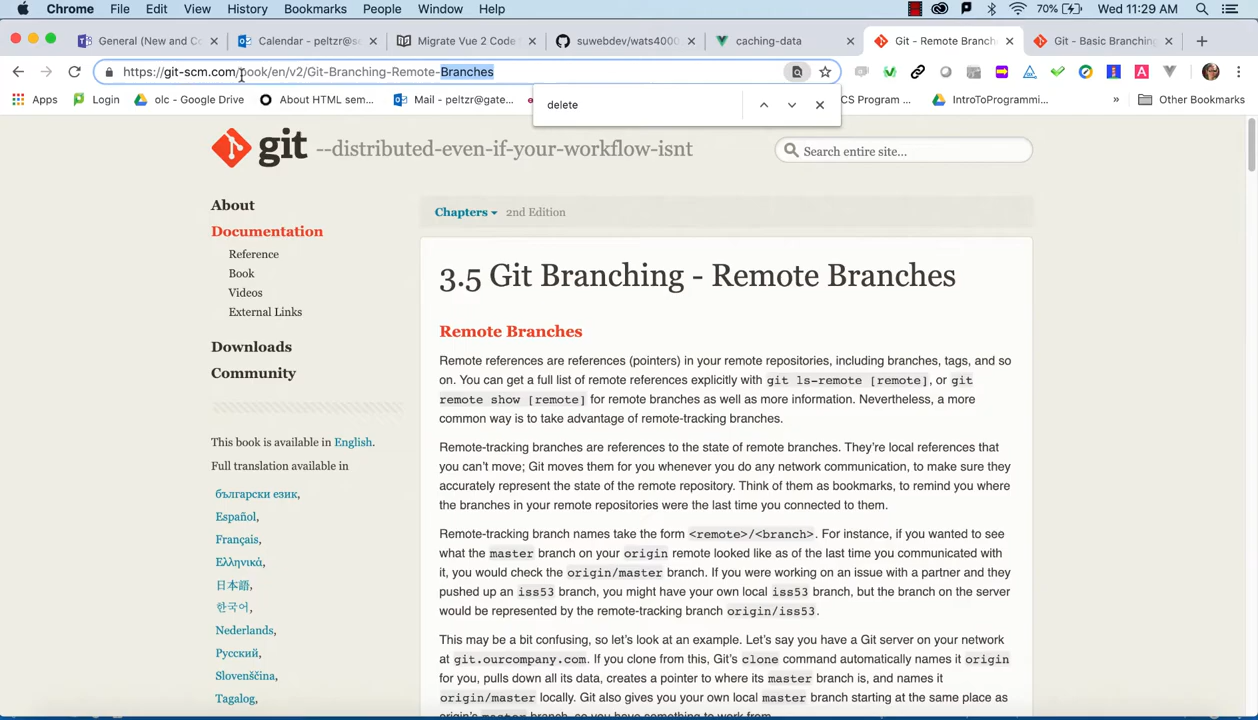 Chrome File Edit View History Bookmarks People Window Help 70% Wed 11:29 AM
General (New and Co Calendar - peltzr@se Migrate Vue 2 Code suwebdev/wats4000 caching-data Git - Remote Branch Git - Basic Branching
https://git-scm.com/book/en/v2/Git-Branching-Remote-Branches
Apps Login olc - Google Drive About HTML sem... Mail - peltzr@gate... CS Program ... IntroToProgrammi... » Other Bookmarks
delete
git --distributed-even-if-your-workflow-isnt
Search entire site...
About
Documentation
Reference
Book
Videos
External Links
Downloads
Community
This book is available in English.
Full translation available in
български език,
Español,
Français,
Ελληνικά,
日本語,
한국어,
Nederlands,
Русский,
Slovenščina,
Tagalog,
Chapters 2nd Edition
3.5 Git Branching - Remote Branches
Remote Branches
Remote references are references (pointers) in your remote repositories, including branches, tags, and so
on. You can get a full list of remote references explicitly with git ls-remote [remote], or git
remote show [remote] for remote branches as well as more information. Nevertheless, a more
common way is to take advantage of remote-tracking branches.
Remote-tracking branches are references to the state of remote branches. They're local references that
you can't move; Git moves them for you whenever you do any network communication, to make sure they
accurately represent the state of the remote repository. Think of them as bookmarks, to remind you where
the branches in your remote repositories were the last time you connected to them.
Remote-tracking branch names take the form <remote>/<branch>. For instance, if you wanted to see
what the master branch on your origin remote looked like as of the last time you communicated with
it, you would check the origin/master branch. If you were working on an issue with a partner and they
pushed up an iss53 branch, you might have your own local iss53 branch, but the branch on the server
would be represented by the remote-tracking branch origin/iss53.
This may be a bit confusing, so let's look at an example. Let's say you have a Git server on your network
at git.ourcompany.com. If you clone from this, Git's clone command automatically names it origin
for you, pulls down all its data, creates a pointer to where its master branch is, and names it
origin/master locally. Git also gives you your own local master branch starting at the same place as
origin's master branch, so you have something to work from.